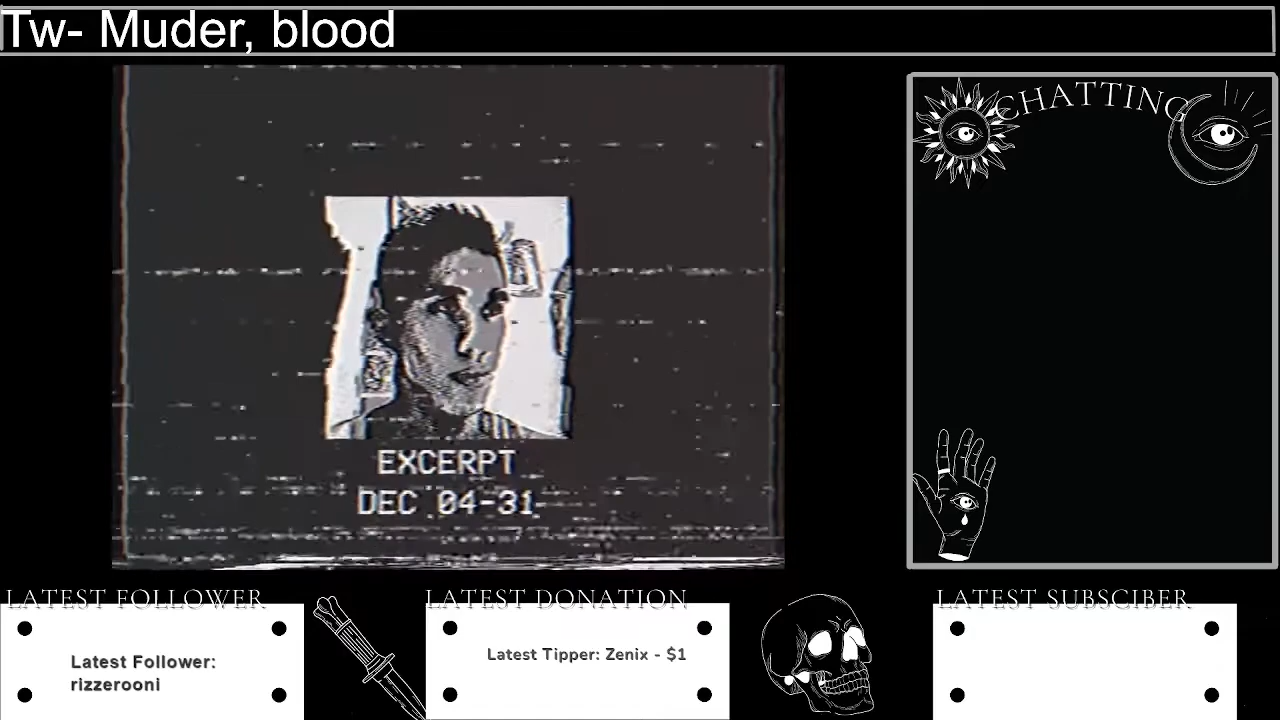 Tw- Muder, blood
CHATTING
EXCERPT
DEC 04-31
LATEST FOLLOWER
LATEST DONATION
LATEST SUBSCIBER
Latest Follower:
rizzerooni
Latest Tipper: Zenix - $1